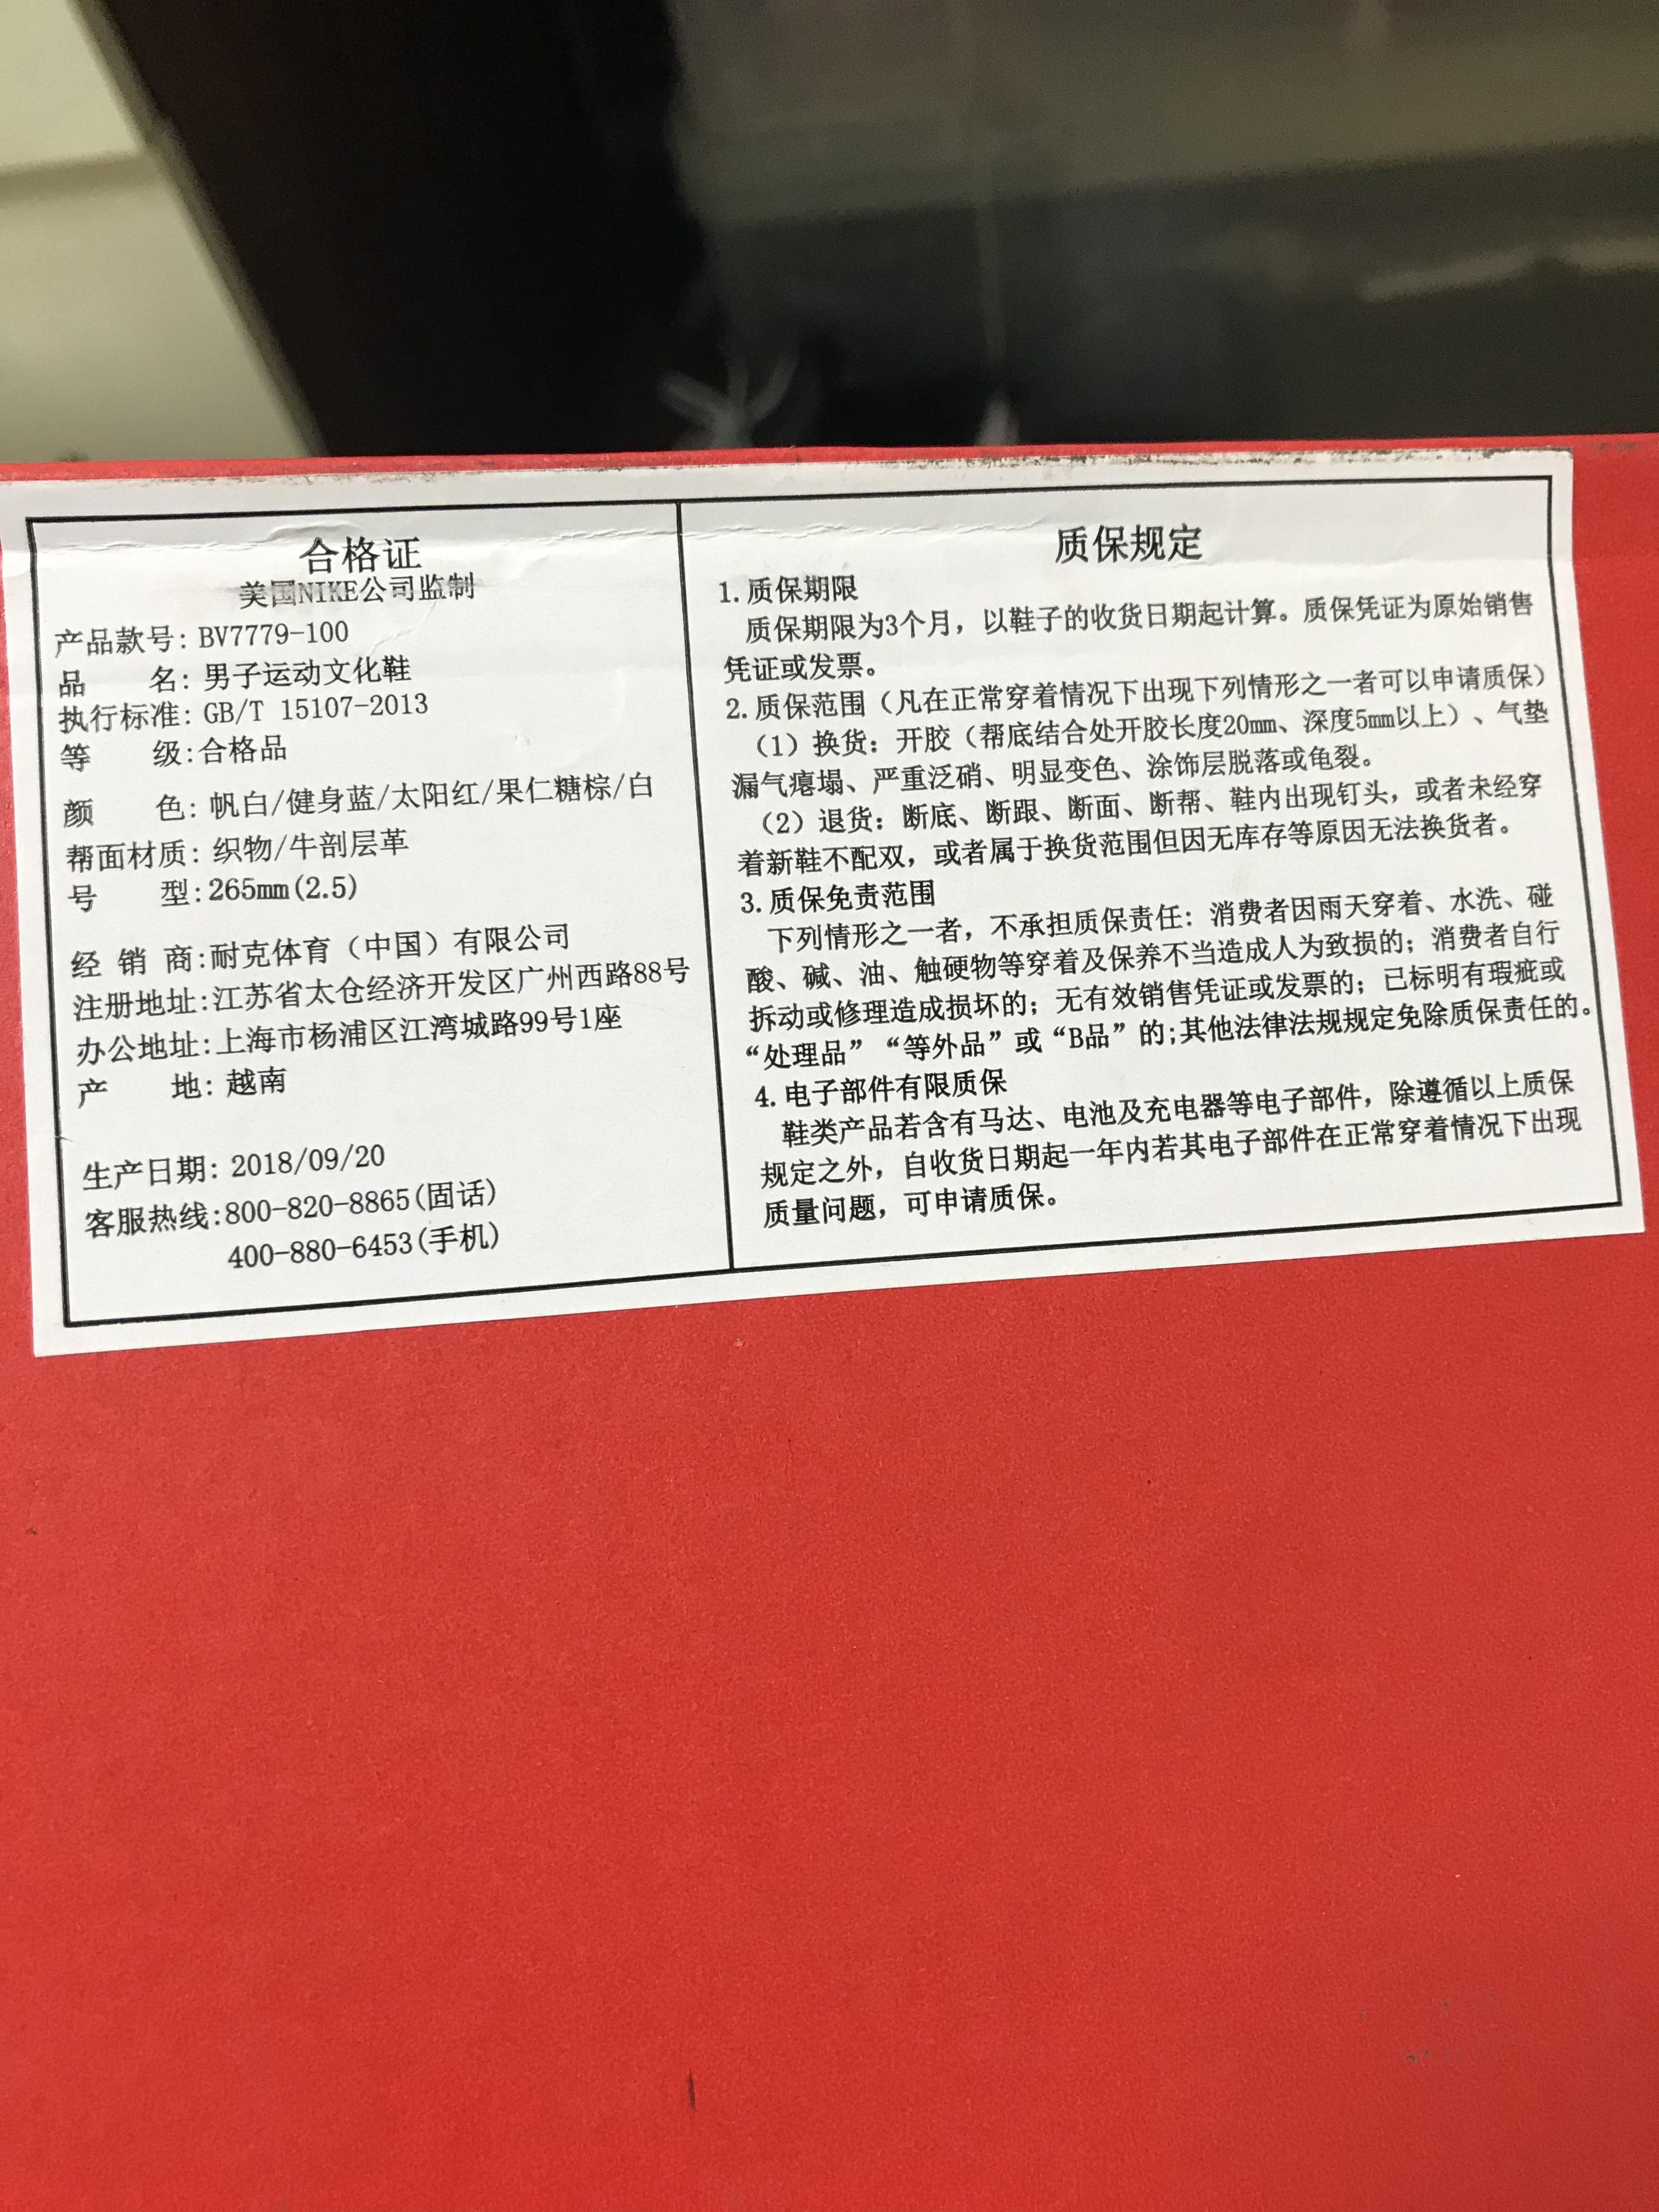 合格证
美国NIKE公司监制
产品款号: BV7779-100
品 名: 男子运动文化鞋
执行标准: GB/T 15107-2013
等 级:合格品
颜 色: 帆白/健身蓝/太阳红/果仁糖棕/白
帮面材质: 织物/牛剖层革
号 型:265mm(2.5)
经 销 商:耐克体育（中国）有限公司
注册地址:江苏省太仓经济开发区广州西路88号
办公地址:上海市杨浦区江湾城路99号1座
产 地: 越南
生产日期: 2018/09/20
客服热线:800-820-8865(固话)
400-880-6453(手机)
质保规定
1.质保期限
质保期限为3个月，以鞋子的收货日期起计算。质保凭证为原始销售
凭证或发票。
2.质保范围（凡在正常穿着情况下出现下列情形之一者可以申请质保）
（1）换货：开胶（帮底结合处开胶长度20mm、深度5mm以上）、气垫
漏气瘪塌、严重泛硝、明显变色、涂饰层脱落或龟裂。
（2）退货：断底、断跟、断面、断帮、鞋内出现钉头，或者未经穿
着新鞋不配双，或者属于换货范围但因无库存等原因无法换货者。
3.质保免责范围
下列情形之一者，不承担质保责任：消费者因雨天穿着、水洗、碰
酸、碱、油、触硬物等穿着及保养不当造成人为致损的；消费者自行
拆动或修理造成损坏的；无有效销售凭证或发票的；已标明有瑕疵或
“处理品”“等外品”或“B品”的;其他法律法规规定免除质保责任的。
4.电子部件有限质保
鞋类产品若含有马达、电池及充电器等电子部件，除遵循以上质保
规定之外，自收货日期起一年内若其电子部件在正常穿着情况下出现
质量问题，可申请质保。